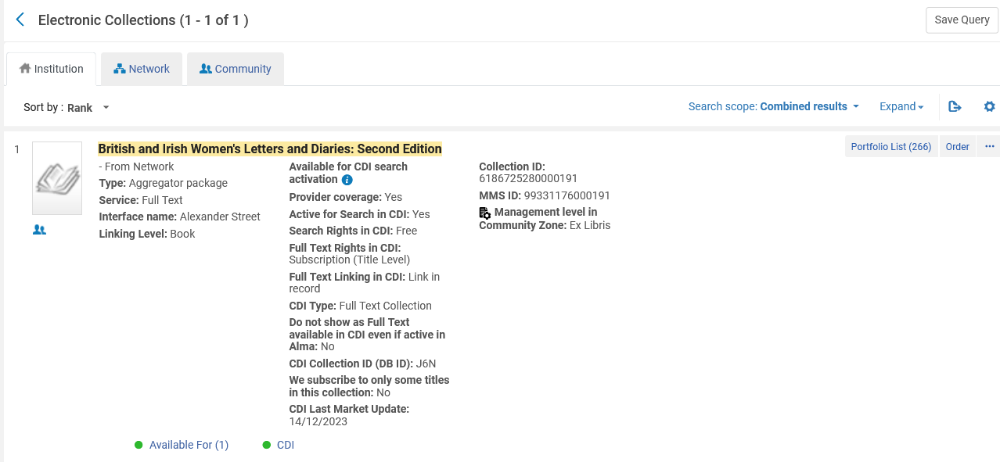 Electronic Collections (1 - 1 of 1 )
Save Query
Institution
Network
Community
Sort by : Rank
Search scope: Combined results
Expand
1
British and Irish Women's Letters and Diaries: Second Edition
Portfolio List (266)
Order
- From Network
Type: Aggregator package
Service: Full Text
Interface name: Alexander Street
Linking Level: Book
Available for CDI search
activation
Provider coverage: Yes
Active for Search in CDI: Yes
Search Rights in CDI: Free
Full Text Rights in CDI:
Subscription (Title Level)
Full Text Linking in CDI: Link in
record
CDI Type: Full Text Collection
Do not show as Full Text
available in CDI even if active in
Alma: No
CDI Collection ID (DB ID): J6N
We subscribe to only some titles
in this collection: No
CDI Last Market Update:
14/12/2023
Collection ID:
6186725280000191
MMS ID: 99331176000191
Management level in
Community Zone: Ex Libris
Available For (1)
CDI